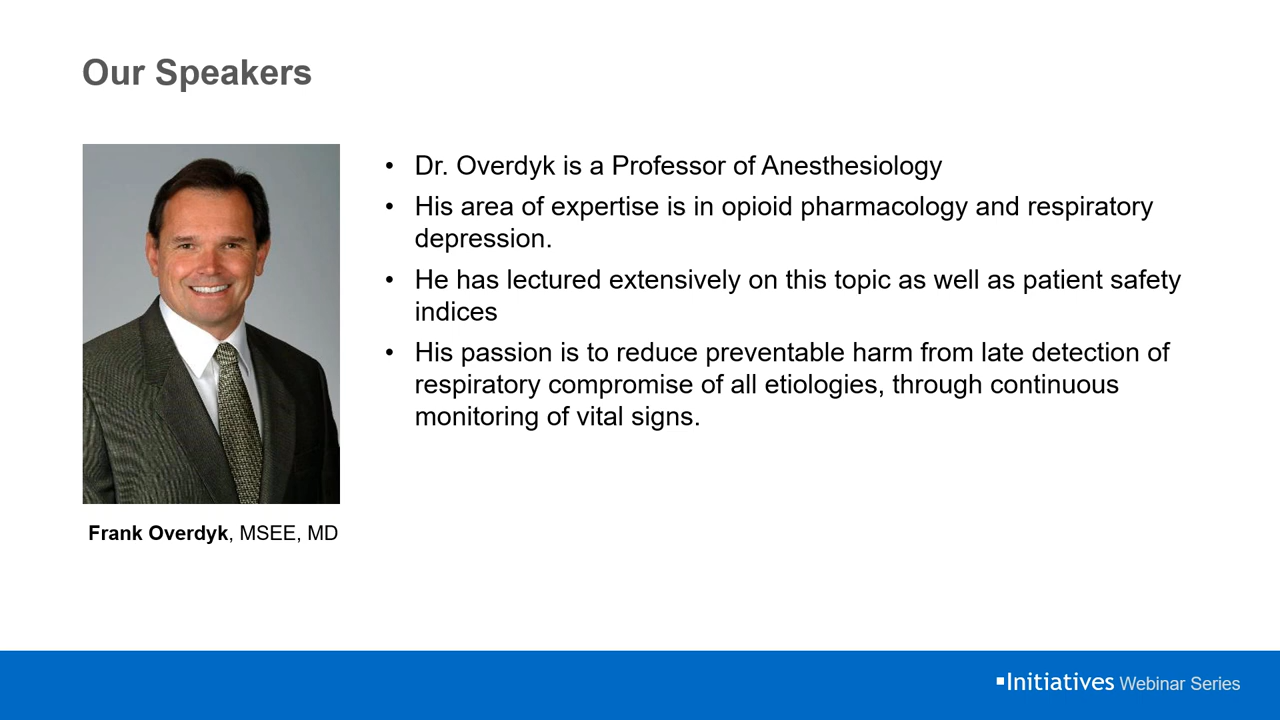 Our Speakers
• Dr. Overdyk is a Professor of Anesthesiology
• His area of expertise is in opioid pharmacology and respiratory
depression.
• He has lectured extensively on this topic as well as patient safety
indices
• His passion is to reduce preventable harm from late detection of
respiratory compromise of all etiologies, through continuous
monitoring of vital signs.
Frank Overdyk, MSEE, MD
▪Initiatives Webinar Series